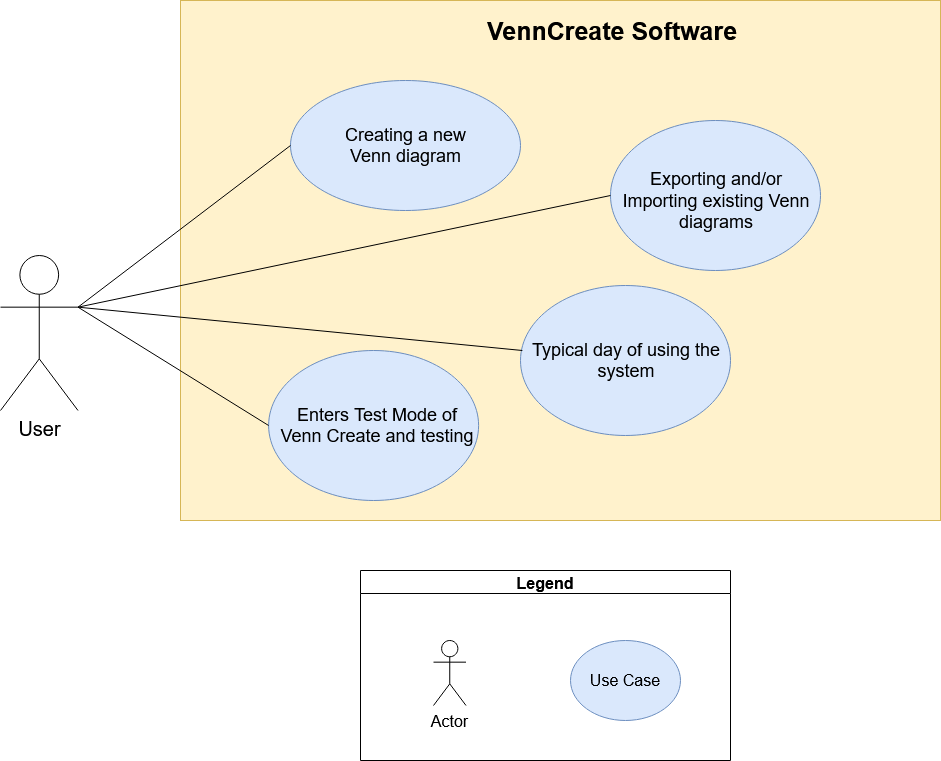 VennCreate Software
Creating a new
Venn diagram
Exporting and/or
Importing existing Venn
diagrams
Typical day of using the
system
Enters Test Mode of
Venn Create and testing
User
Legend
Actor
Use Case